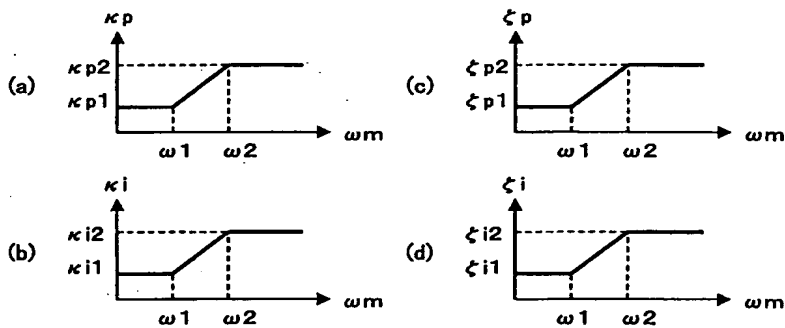 (a)
κp
κp2
κp1
ω1 ω2 ωm
(c)
ζp
ζp2
ζp1
ω1 ω2 ωm
(b)
κi
κi2
κi1
ω1 ω2 ωm
(d)
ζi
ζi2
ζi1
ω1 ω2 ωm